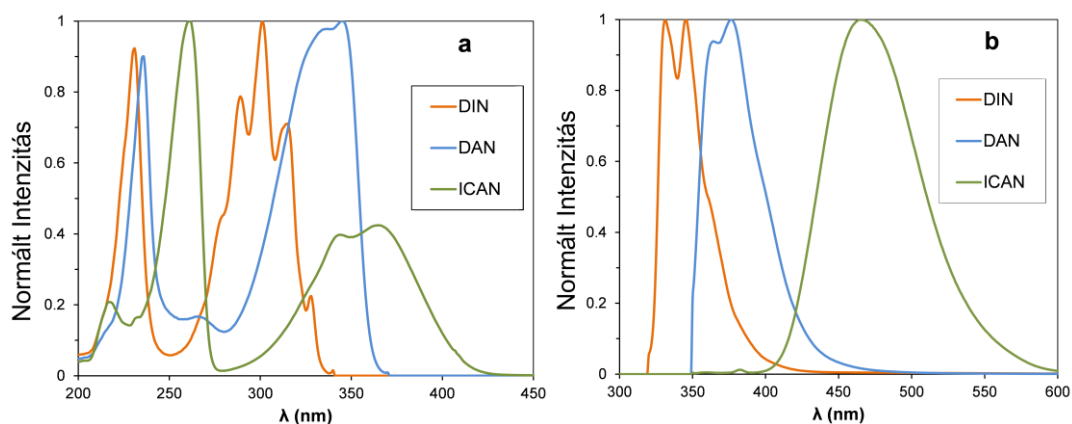 a
DIN
DAN
ICAN
Normált Intenzitás
1
0.8
0.6
0.4
0.2
0
200 250 300 350 400 450
λ (nm)
b
DIN
DAN
ICAN
Normált Intenzitás
1
0.8
0.6
0.4
0.2
0
300 350 400 450 500 550 600
λ (nm)